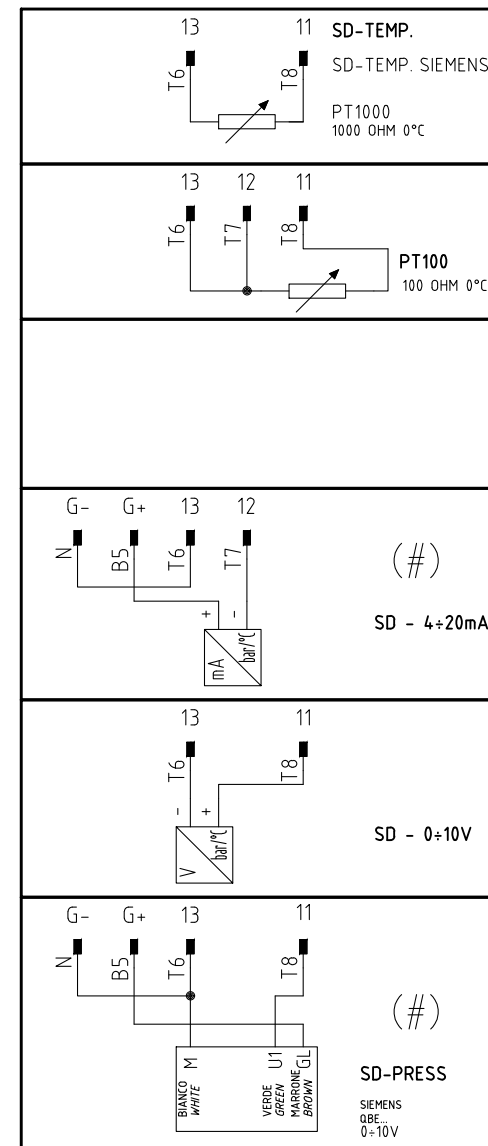 13 11 SD-TEMP.
T6 T8 SD-TEMP. SIEMENS
PT1000
1000 OHM 0°C
13 12 11
T6 T7 T8
PT100
100 OHM 0°C
G- G+ 13 12
N B5 T6 T7
(#)
+ -
SD - 4÷20mA
mA bar/°C
13 11
T6 T8
- +
SD - 0÷10V
V bar/°C
G- G+ 13 11
N B5 T6 T8
(#)
M U1 GL
BIANCO VERDE MARRONE
WHITE GREEN BROWN
SD-PRESS
SIEMENS
QBE...
0÷10V